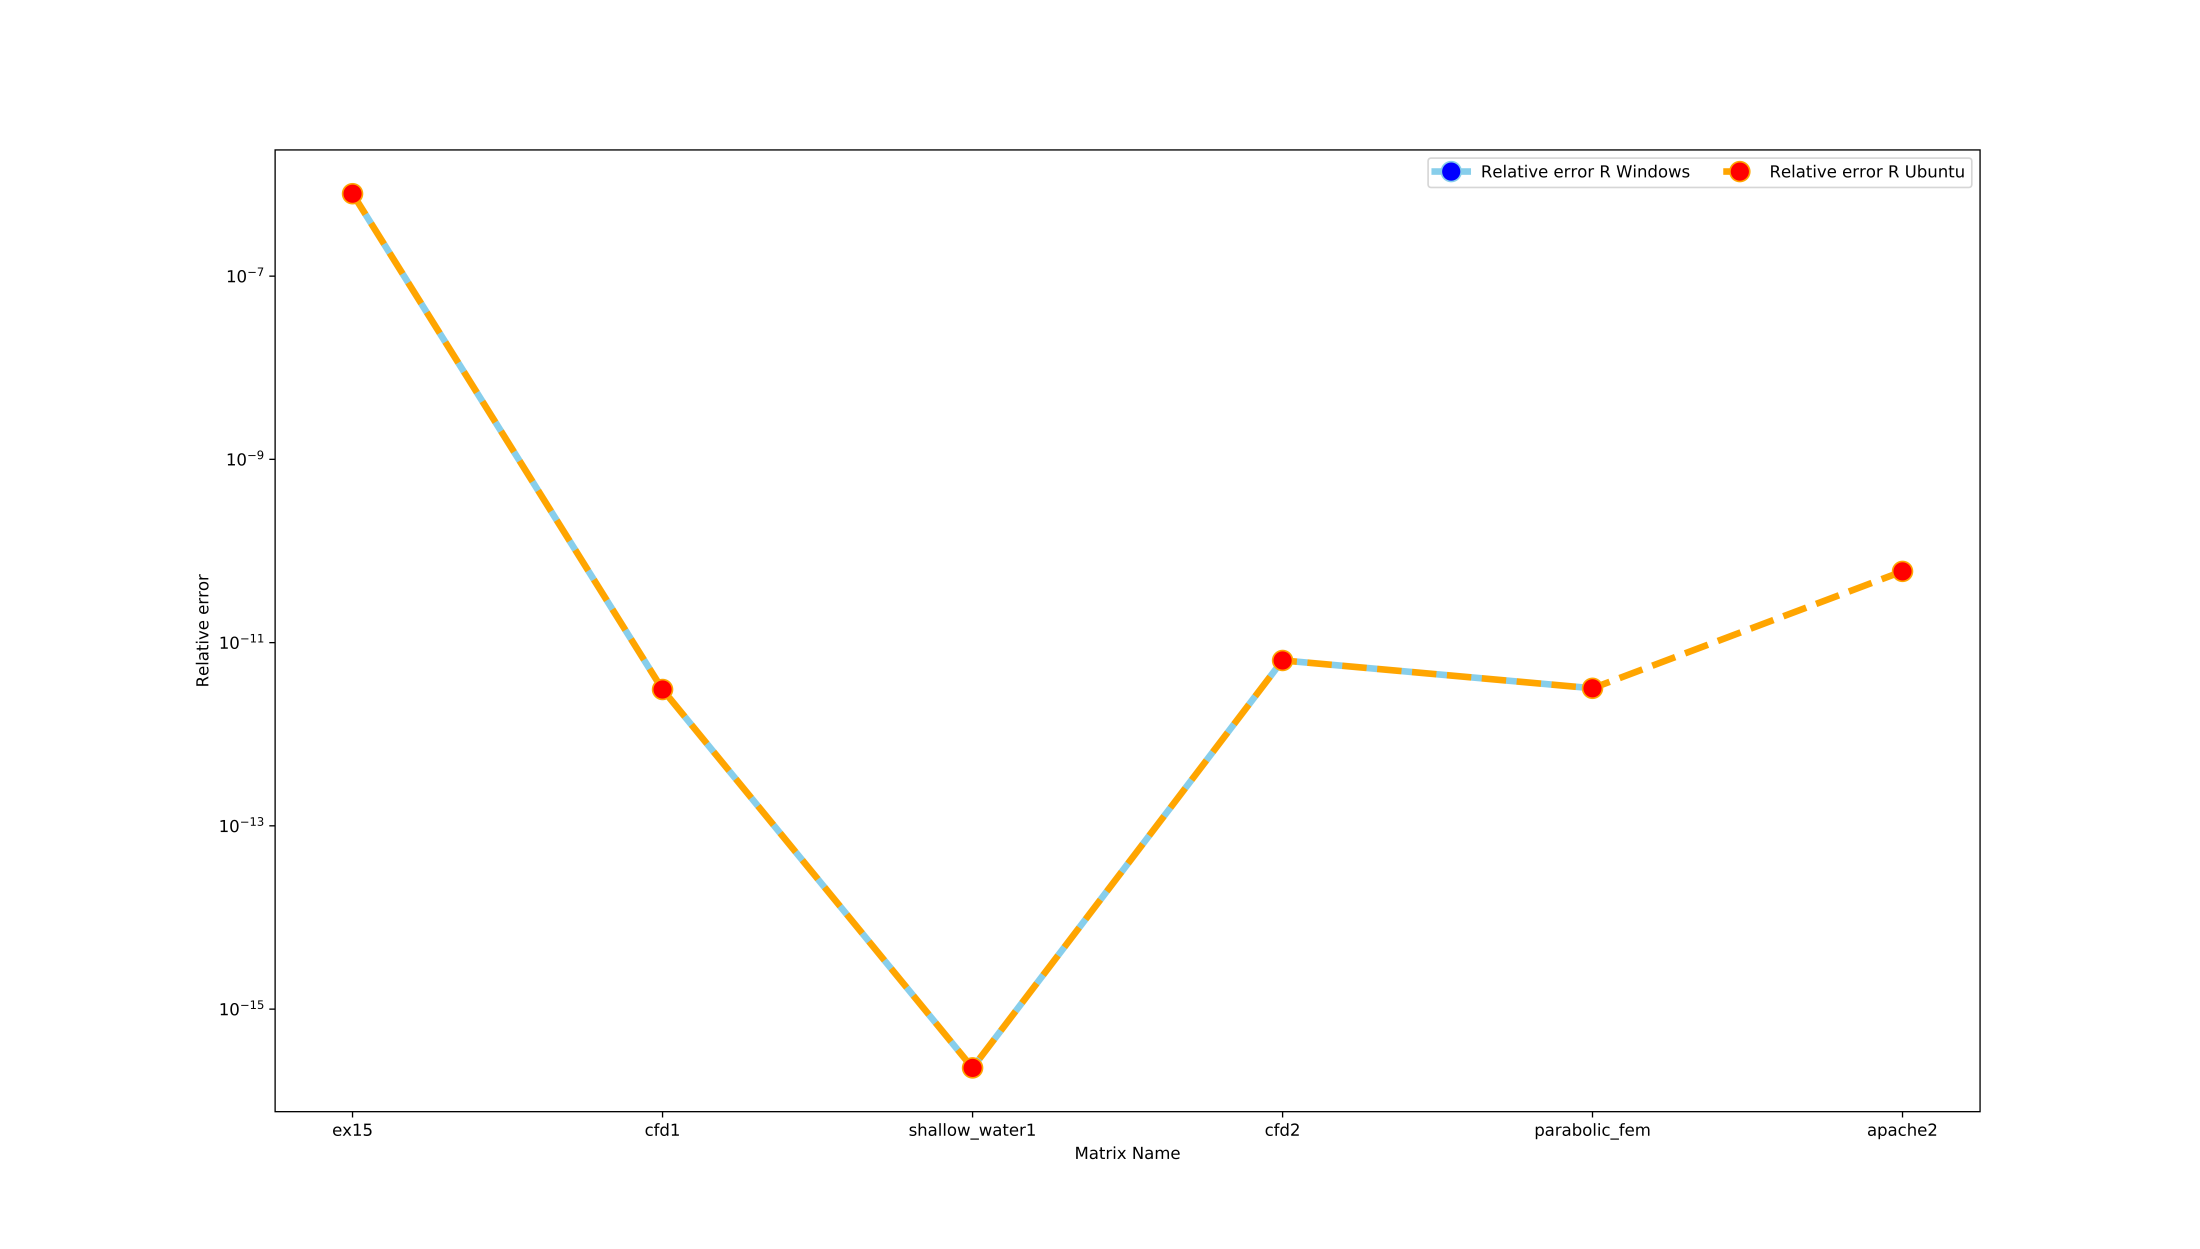 Relative error R Windows
Relative error R Ubuntu
10⁻⁷
10⁻⁹
10⁻¹¹
10⁻¹³
10⁻¹⁵
Relative error
ex15
cfd1
shallow_water1
cfd2
parabolic_fem
apache2
Matrix Name